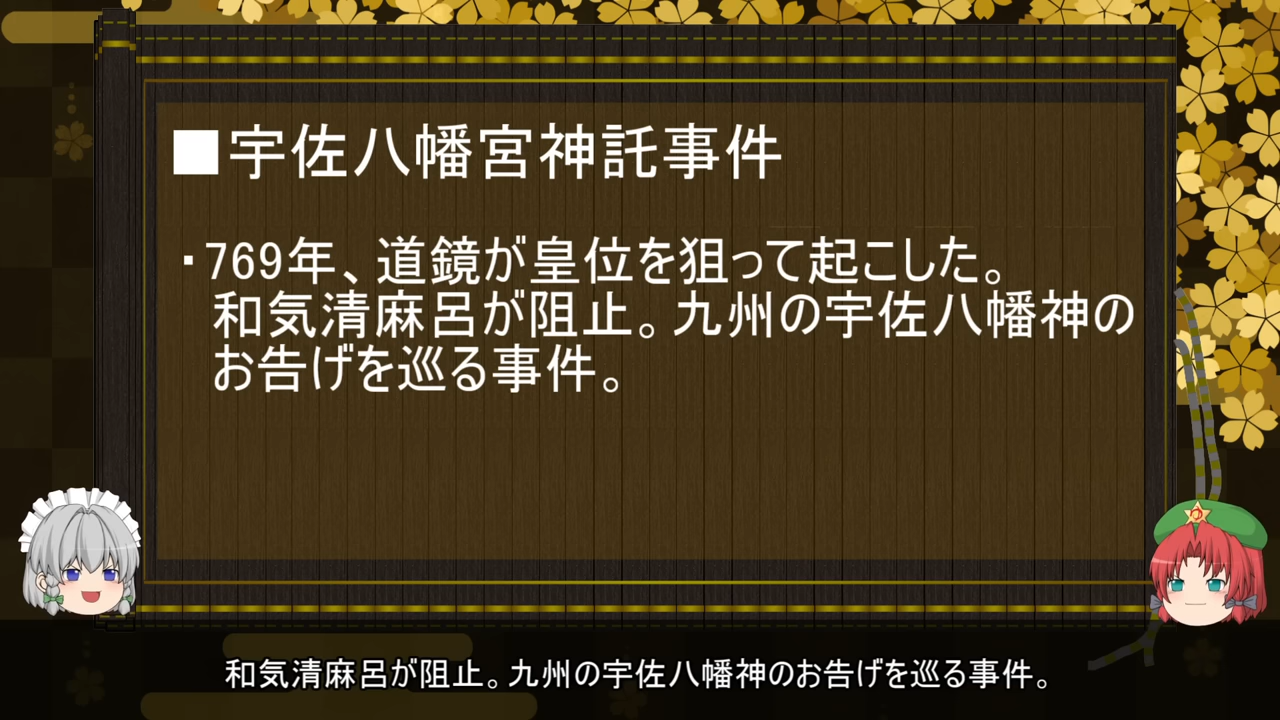 ■宇佐八幡宮神託事件
・769年、道鏡が皇位を狙って起こした。
和気清麻呂が阻止。九州の宇佐八幡神の
お告げを巡る事件。
和気清麻呂が阻止。九州の宇佐八幡神のお告げを巡る事件。